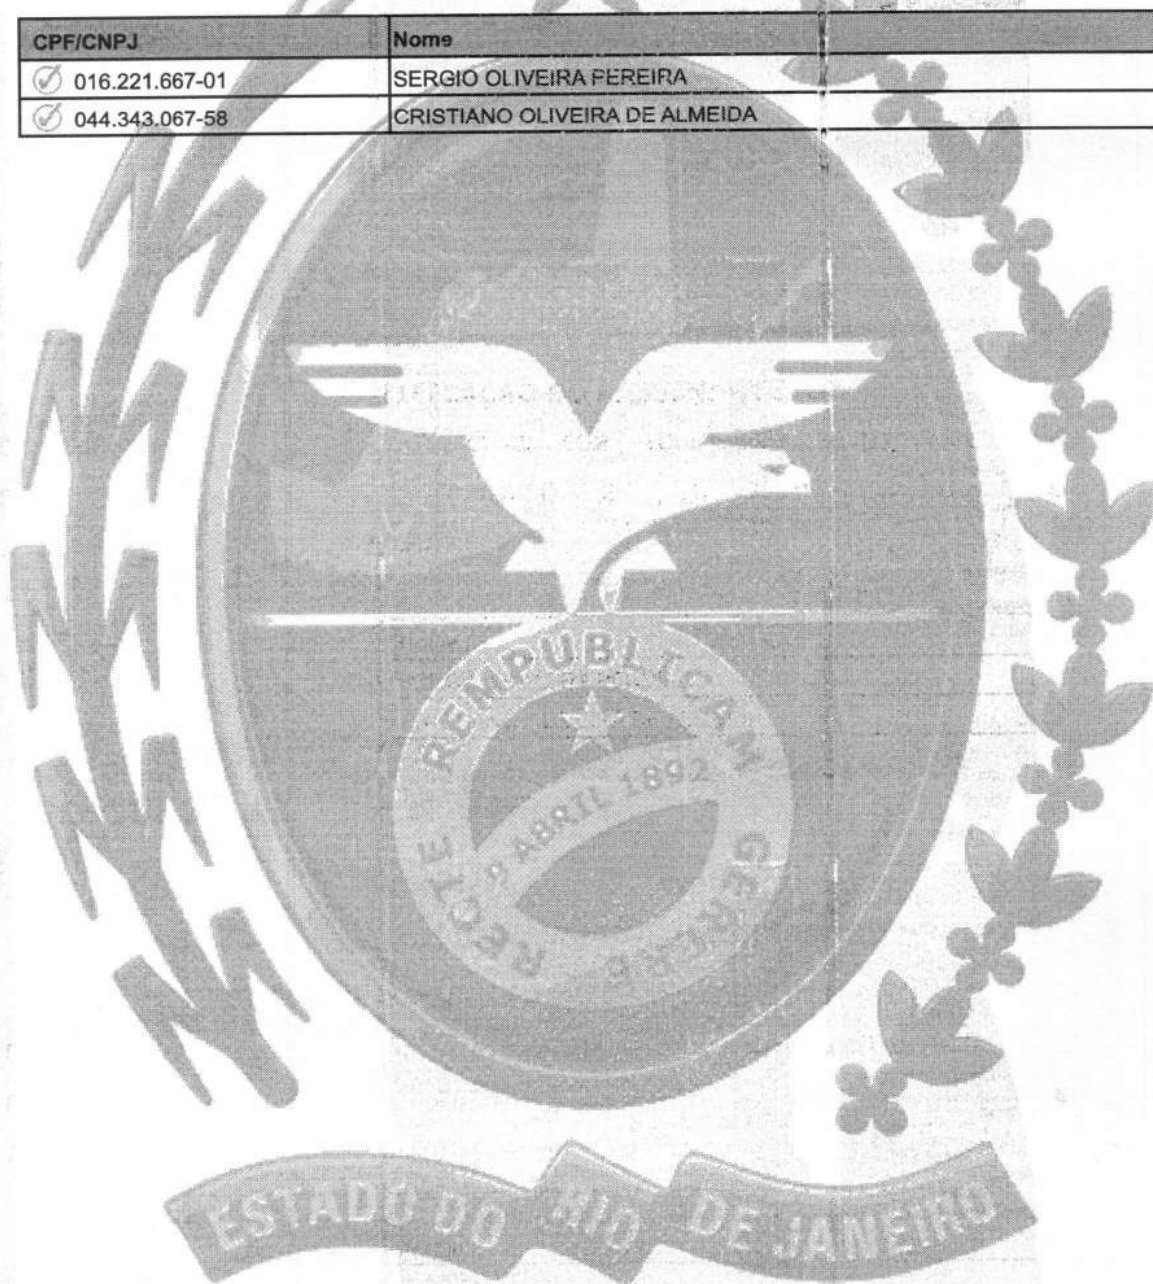 CPF/CNPJ Nome
016.221.667-01 SERGIO OLIVEIRA PEREIRA
044.343.067-58 CRISTIANO OLIVEIRA DE ALMEIDA
RECTE REMPUBLICAM GERERE
9 ABRIL 1892
ESTADO DO RIO DE JANEIRO